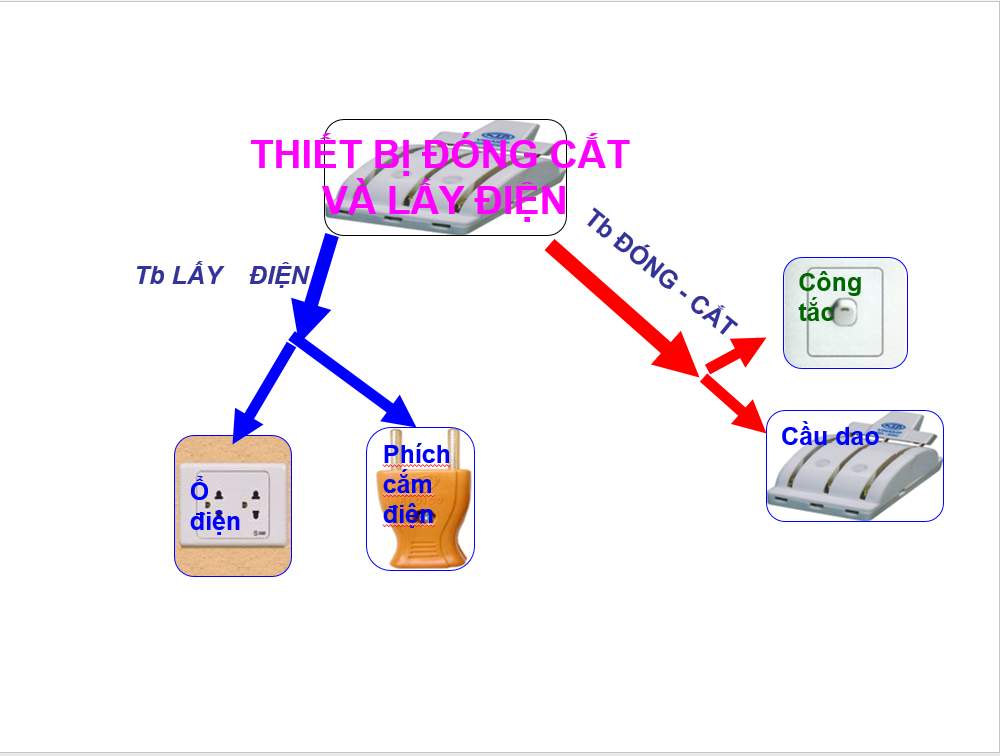 THIẾT BỊ ĐÓNG CẮT
VÀ LẤY ĐIỆN
Tb LẤY ĐIỆN
Tb ĐÓNG - CẮT
Công
tắc
Cầu dao
Ổ
điện
Phích
cắm
điện